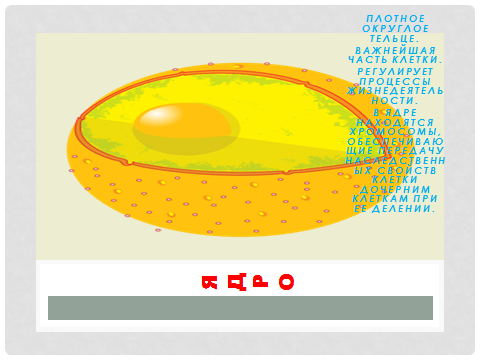 ПЛОТНОЕ
ОКРУГЛОЕ
ТЕЛЬЦЕ.
ВАЖНЕЙШАЯ
ЧАСТЬ КЛЕТКИ.
РЕГУЛИРУЕТ
ПРОЦЕССЫ
ЖИЗНЕДЕЯТЕЛЬ
НОСТИ.
В ЯДРЕ
НАХОДЯТСЯ
ХРОМОСОМЫ,
ОБЕСПЕЧИВАЮ
ЩИЕ ПЕРЕДАЧУ
НАСЛЕДСТВЕНН
ЫХ СВОЙСТВ
КЛЕТКИ
ДОЧЕРНИМ
КЛЕТКАМ ПРИ
ЕЕ ДЕЛЕНИИ.
ЯДРО